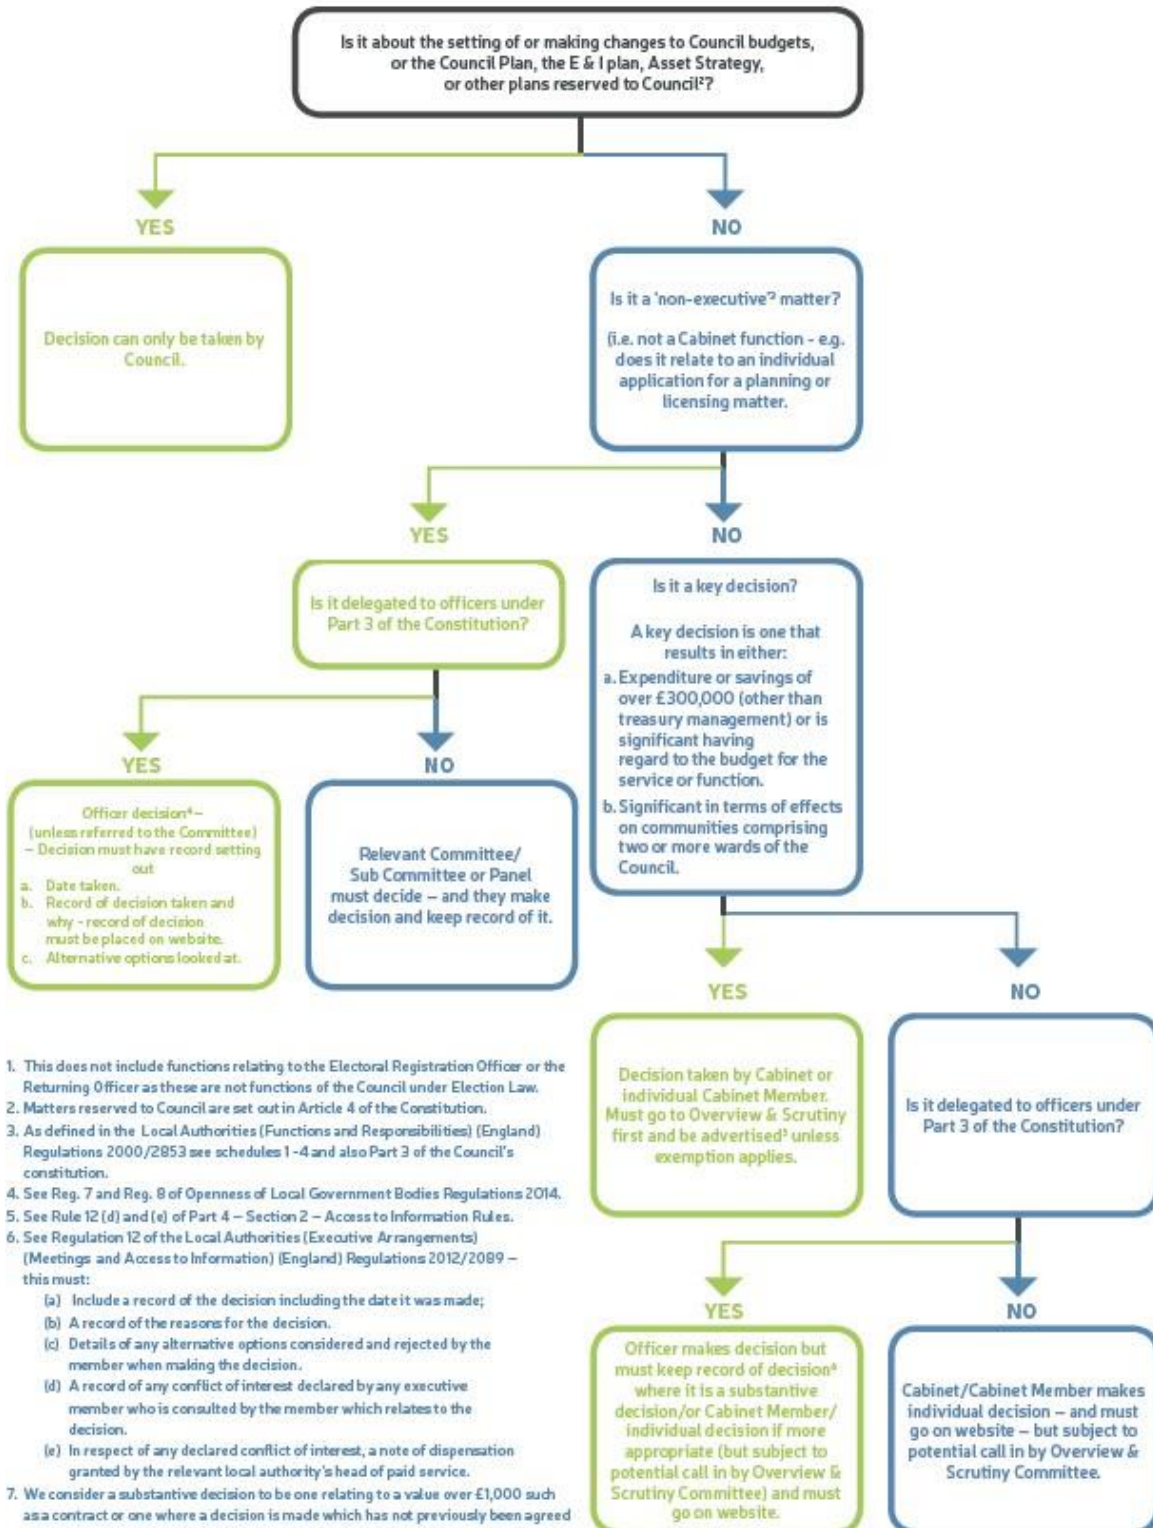 Is it about the setting of or making changes to Council budgets,
or the Council Plan, the E & I plan, Asset Strategy,
or other plans reserved to Council²?
YES
NO
Decision can only be taken by
Council.
Is it a 'non-executive'³ matter?
(i.e. not a Cabinet function - e.g.
does it relate to an individual
application for a planning or
licensing matter.
YES
NO
Is it delegated to officers under
Part 3 of the Constitution?
Is it a key decision?
A key decision is one that
results in either:
a. Expenditure or savings of
over £300,000 (other than
treasury management) or is
significant having
regard to the budget for the
service or function.
b. Significant in terms of effects
on communities comprising
two or more wards of the
Council.
YES
NO
Officer decision⁴ –
(unless referred to the Committee)
– Decision must have record setting
out
a. Date taken.
b. Record of decision taken and
why - record of decision
must be placed on website.
c. Alternative options looked at.
Relevant Committee/
Sub Committee or Panel
must decide – and they make
decision and keep record of it.
YES
NO
Decision taken by Cabinet or
individual Cabinet Member.
Must go to Overview & Scrutiny
first and be advertised⁵ unless
exemption applies.
Is it delegated to officers under
Part 3 of the Constitution?
YES
NO
Officer makes decision but
must keep record of decision⁶
where it is a substantive
decision/or Cabinet Member/
individual decision if more
appropriate (but subject to
potential call in by Overview &
Scrutiny Committee) and must
go on website.
Cabinet/Cabinet Member makes
individual decision – and must
go on website – but subject to
potential call in by Overview &
Scrutiny Committee.
1. This does not include functions relating to the Electoral Registration Officer or the
Returning Officer as these are not functions of the Council under Election Law.
2. Matters reserved to Council are set out in Article 4 of the Constitution.
3. As defined in the Local Authorities (Functions and Responsibilities) (England)
Regulations 2000/2853 see schedules 1 -4 and also Part 3 of the Council's
constitution.
4. See Reg. 7 and Reg. 8 of Openness of Local Government Bodies Regulations 2014.
5. See Rule 12 (d) and (e) of Part 4 – Section 2 – Access to Information Rules.
6. See Regulation 12 of the Local Authorities (Executive Arrangements)
(Meetings and Access to Information) (England) Regulations 2012/2089 –
this must:
(a) Include a record of the decision including the date it was made;
(b) A record of the reasons for the decision.
(c) Details of any alternative options considered and rejected by the
member when making the decision.
(d) A record of any conflict of interest declared by any executive
member who is consulted by the member which relates to the
decision.
(e) In respect of any declared conflict of interest, a note of dispensation
granted by the relevant local authority's head of paid service.
7. We consider a substantive decision to be one relating to a value over £1,000 such
as a contract or one where a decision is made which has not previously been agreed